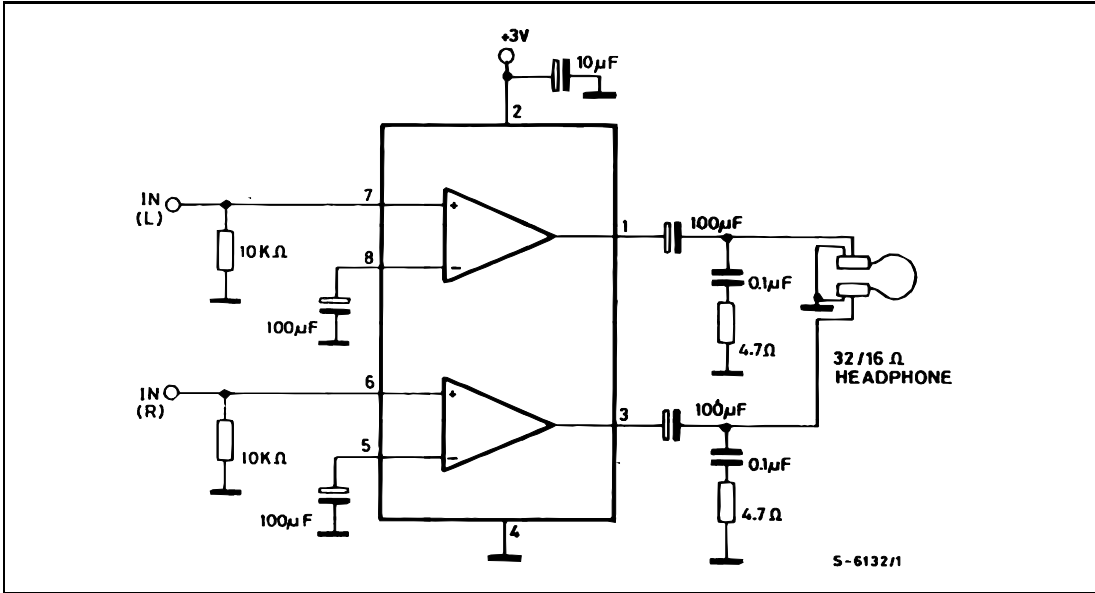 +3V
10µF
2
IN
(L)
7
10KΩ
8
100µF
1
100µF
0.1µF
4.7Ω
32/16 Ω
HEADPHONE
IN
(R)
6
10KΩ
5
100µF
3
100µF
0.1µF
4.7Ω
4
S-6132/1
+
−
+
−